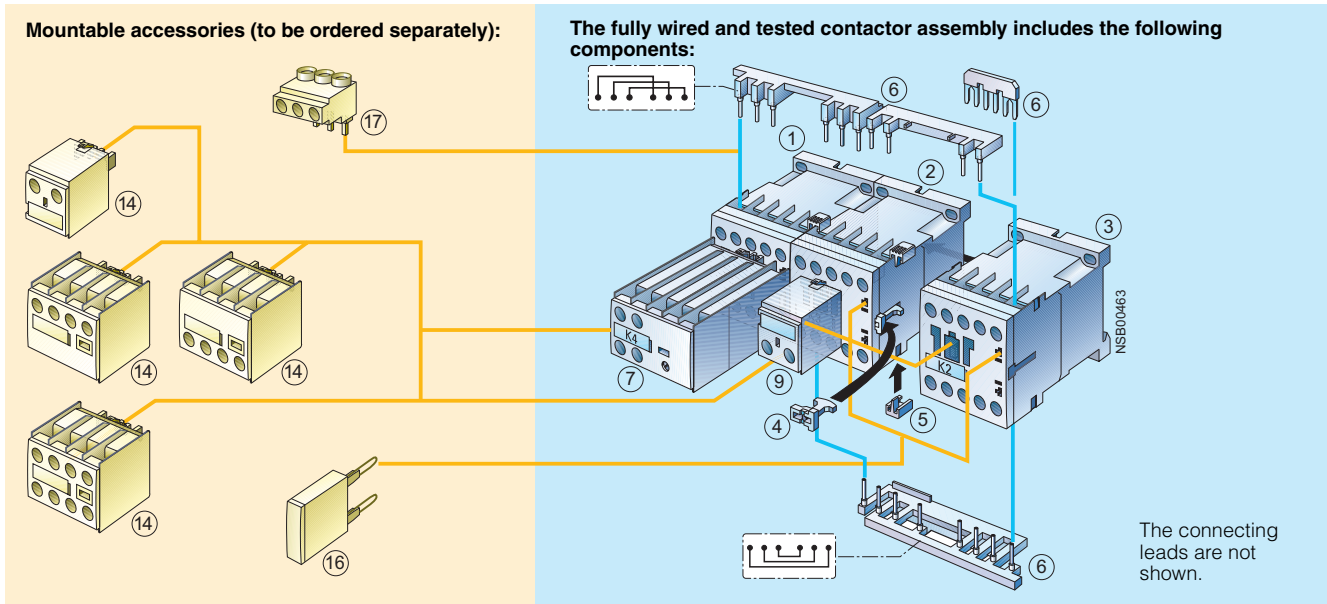 Mountable accessories (to be ordered separately):
The fully wired and tested contactor assembly includes the following
components:
17
14
14
14
14
16
6
6
1
2
3
K4
K2
7
9
4
5
6
NSB00463
The connecting
leads are not
shown.